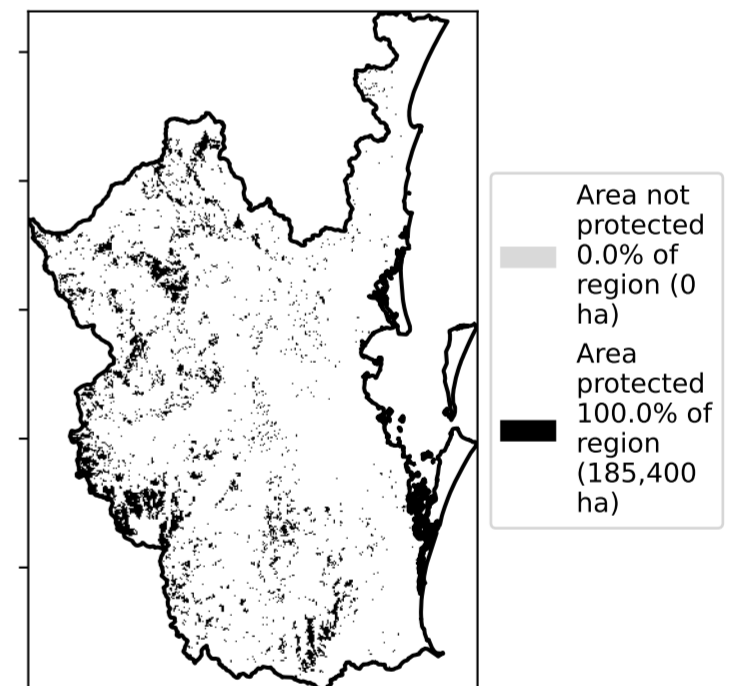 Area not
protected
0.0% of
region (0
ha)
Area
protected
100.0% of
region
(185,400
ha)